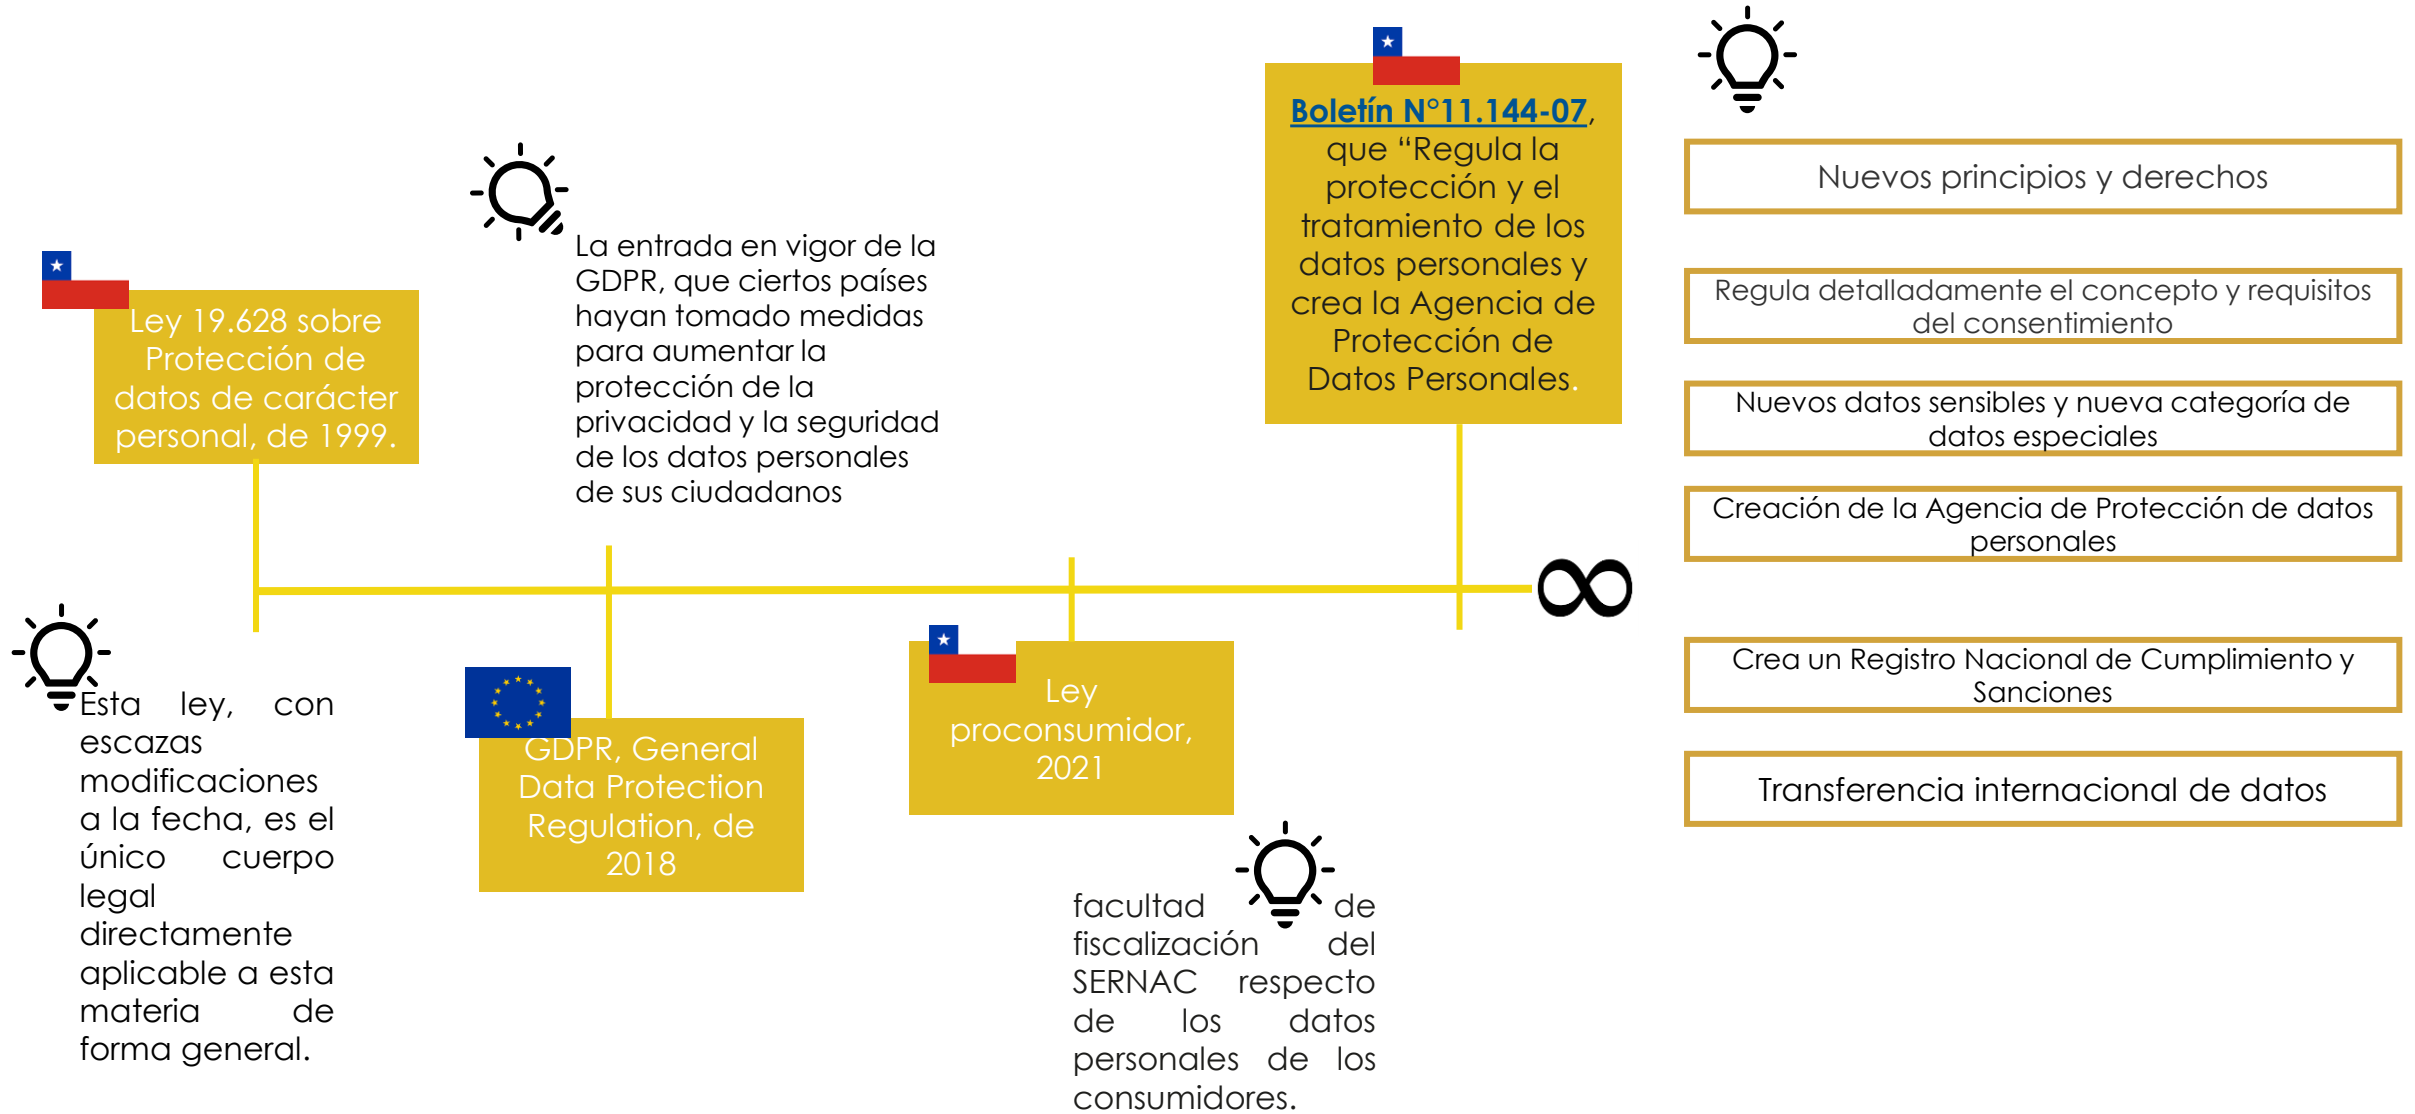 Ley 19.628 sobre
Protección de
datos de carácter
personal, de 1999.
Esta ley, con
escazas
modificaciones
a la fecha, es el
único cuerpo
legal
directamente
aplicable a esta
materia de
forma general.
La entrada en vigor de la
GDPR, que ciertos países
hayan tomado medidas
para aumentar la
protección de la
privacidad y la seguridad
de los datos personales
de sus ciudadanos
GDPR, General
Data Protection
Regulation, de
2018
Ley
proconsumidor,
2021
facultad de
fiscalización del
SERNAC respecto
de los datos
personales de los
consumidores.
Boletín N°11.144-07,
que “Regula la
protección y el
tratamiento de los
datos personales y
crea la Agencia de
Protección de
Datos Personales.
∞
Nuevos principios y derechos
Regula detalladamente el concepto y requisitos
del consentimiento
Nuevos datos sensibles y nueva categoría de
datos especiales
Creación de la Agencia de Protección de datos
personales
Crea un Registro Nacional de Cumplimiento y
Sanciones
Transferencia internacional de datos